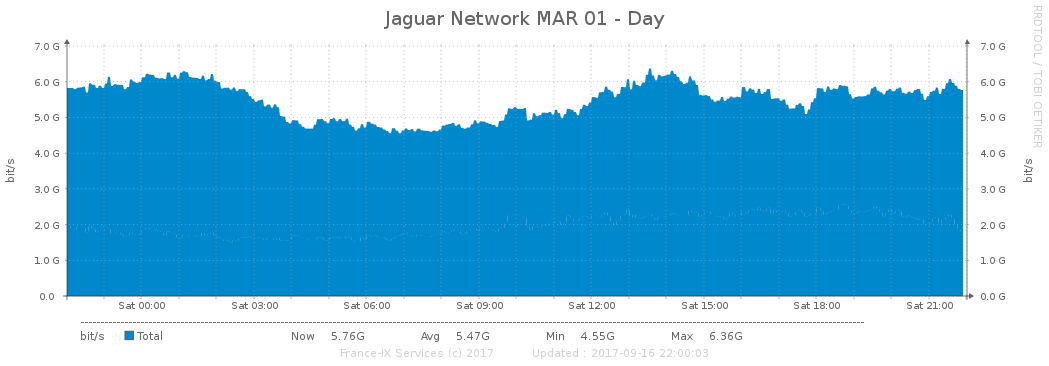 Jaguar Network MAR 01 - Day
RRDTOOL / TOBI OETIKER
7.0 G 7.0 G
6.0 G 6.0 G
5.0 G 5.0 G
4.0 G 4.0 G
bit/s bit/s
3.0 G 3.0 G
2.0 G 2.0 G
1.0 G 1.0 G
0.0 0.0 G
Sat 00:00 Sat 03:00 Sat 06:00 Sat 09:00 Sat 12:00 Sat 15:00 Sat 18:00 Sat 21:00
bit/s Total Now 5.76G Avg 5.47G Min 4.55G Max 6.36G
France-IX Services (c) 2017 Updated : 2017-09-16 22:00:03